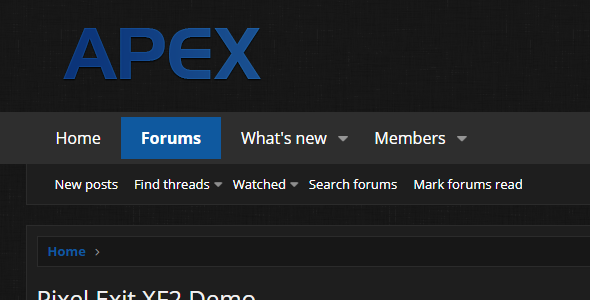 APEX
Home Forums What's new Members
New posts Find threads Watched Search forums Mark forums read
Home
Pixel Exit XF2 Demo